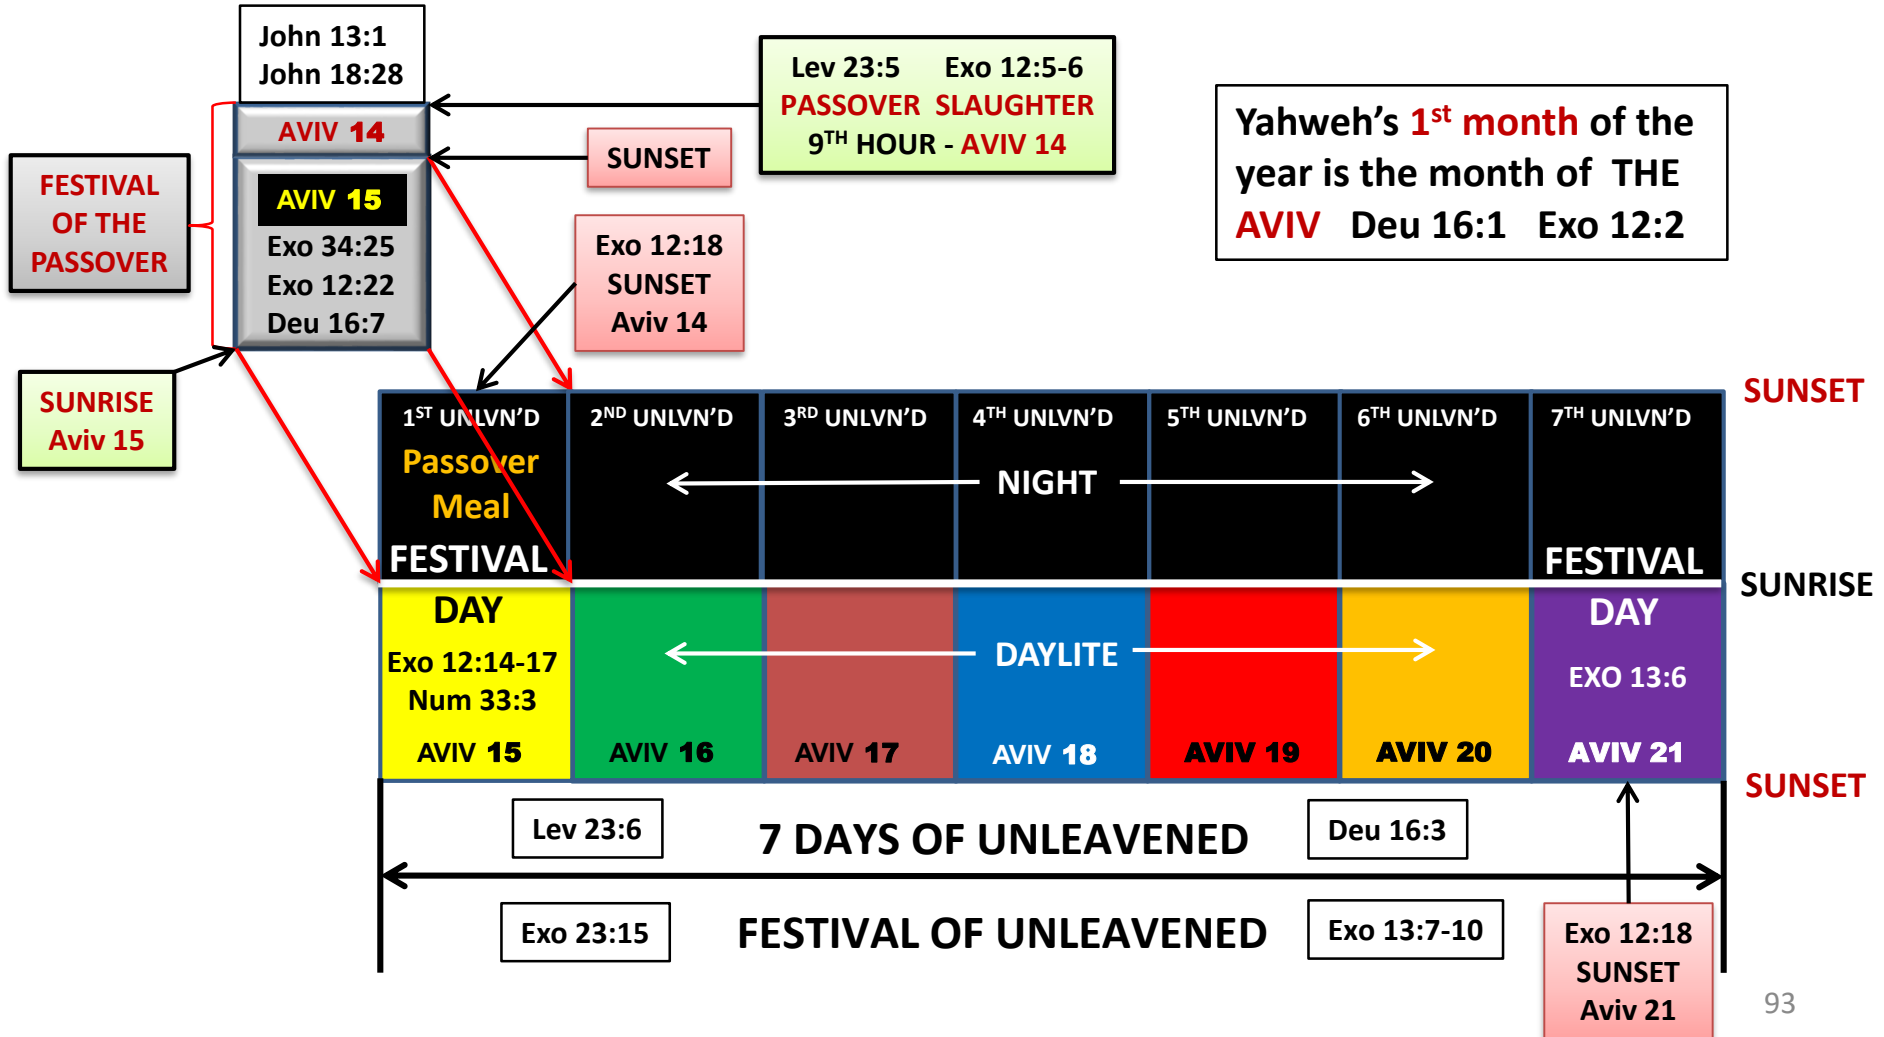 John 13:1
John 18:28
AVIV 14
AVIV 15
Exo 34:25
Exo 12:22
Deu 16:7
FESTIVAL
OF THE
PASSOVER
SUNRISE
Aviv 15
SUNSET
Lev 23:5 Exo 12:5-6
PASSOVER SLAUGHTER
9TH HOUR - AVIV 14
Exo 12:18
SUNSET
Aviv 14
Yahweh’s 1st month of the
year is the month of THE
AVIV Deu 16:1 Exo 12:2
SUNSET
1ST UNLVN’D
Passover
Meal
FESTIVAL
2ND UNLVN’D
3RD UNLVN’D
4TH UNLVN’D
5TH UNLVN’D
6TH UNLVN’D
7TH UNLVN’D
NIGHT
FESTIVAL
SUNRISE
DAY
Exo 12:14-17
Num 33:3
AVIV 15
AVIV 16
AVIV 17
DAYLITE
AVIV 18
AVIV 19
AVIV 20
DAY
EXO 13:6
AVIV 21
SUNSET
Lev 23:6
7 DAYS OF UNLEAVENED
Deu 16:3
Exo 23:15
FESTIVAL OF UNLEAVENED
Exo 13:7-10
Exo 12:18
SUNSET
Aviv 21
93